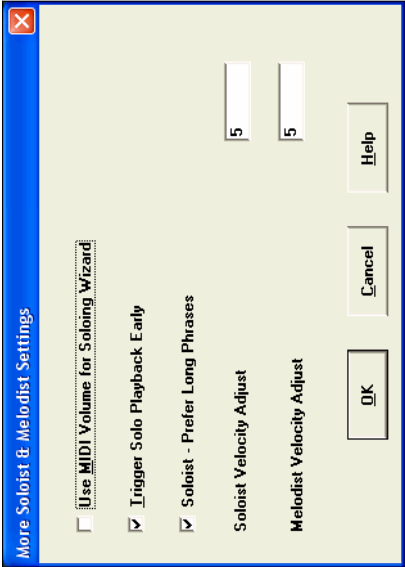 More Soloist & Melodist Settings
Use MIDI Volume for Soloing Wizard
Trigger Solo Playback Early
Soloist - Prefer Long Phrases
Soloist Velocity Adjust 5
Melodist Velocity Adjust 5
OK Cancel Help